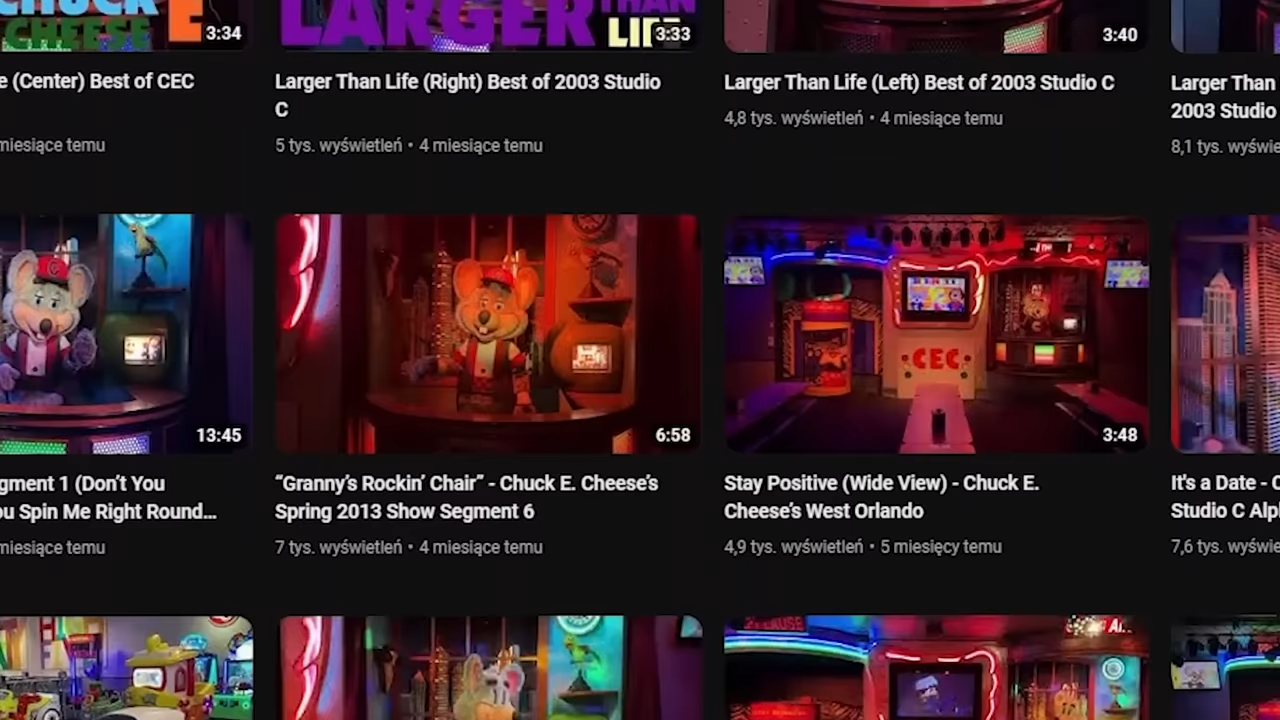 CHUCK
CHEESE
E
3:34
LARGER
THAN
LIFE
3:33
3:40
e (Center) Best of CEC
miesiące temu
Larger Than Life (Right) Best of 2003 Studio
C
5 tys. wyświetleń • 4 miesiące temu
Larger Than Life (Left) Best of 2003 Studio C
4,8 tys. wyświetleń • 4 miesiące temu
Larger Than
2003 Studio
8,1 tys. wyświe
C
13:45
6:58
CEC
3:48
gment 1 (Don’t You
ou Spin Me Right Round…
miesiące temu
“Granny’s Rockin’ Chair” - Chuck E. Cheese’s
Spring 2013 Show Segment 6
7 tys. wyświetleń • 4 miesiące temu
Stay Positive (Wide View) - Chuck E.
Cheese’s West Orlando
4,9 tys. wyświetleń • 5 miesięcy temu
It's a Date - C
Studio C Alp
7,6 tys. wyświe